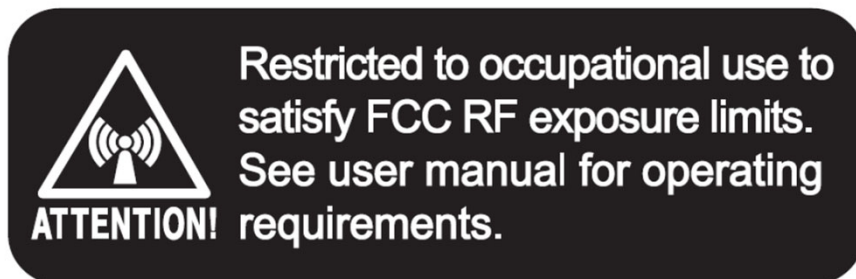 Restricted to occupational use to
satisfy FCC RF exposure limits.
See user manual for operating
requirements.
ATTENTION!